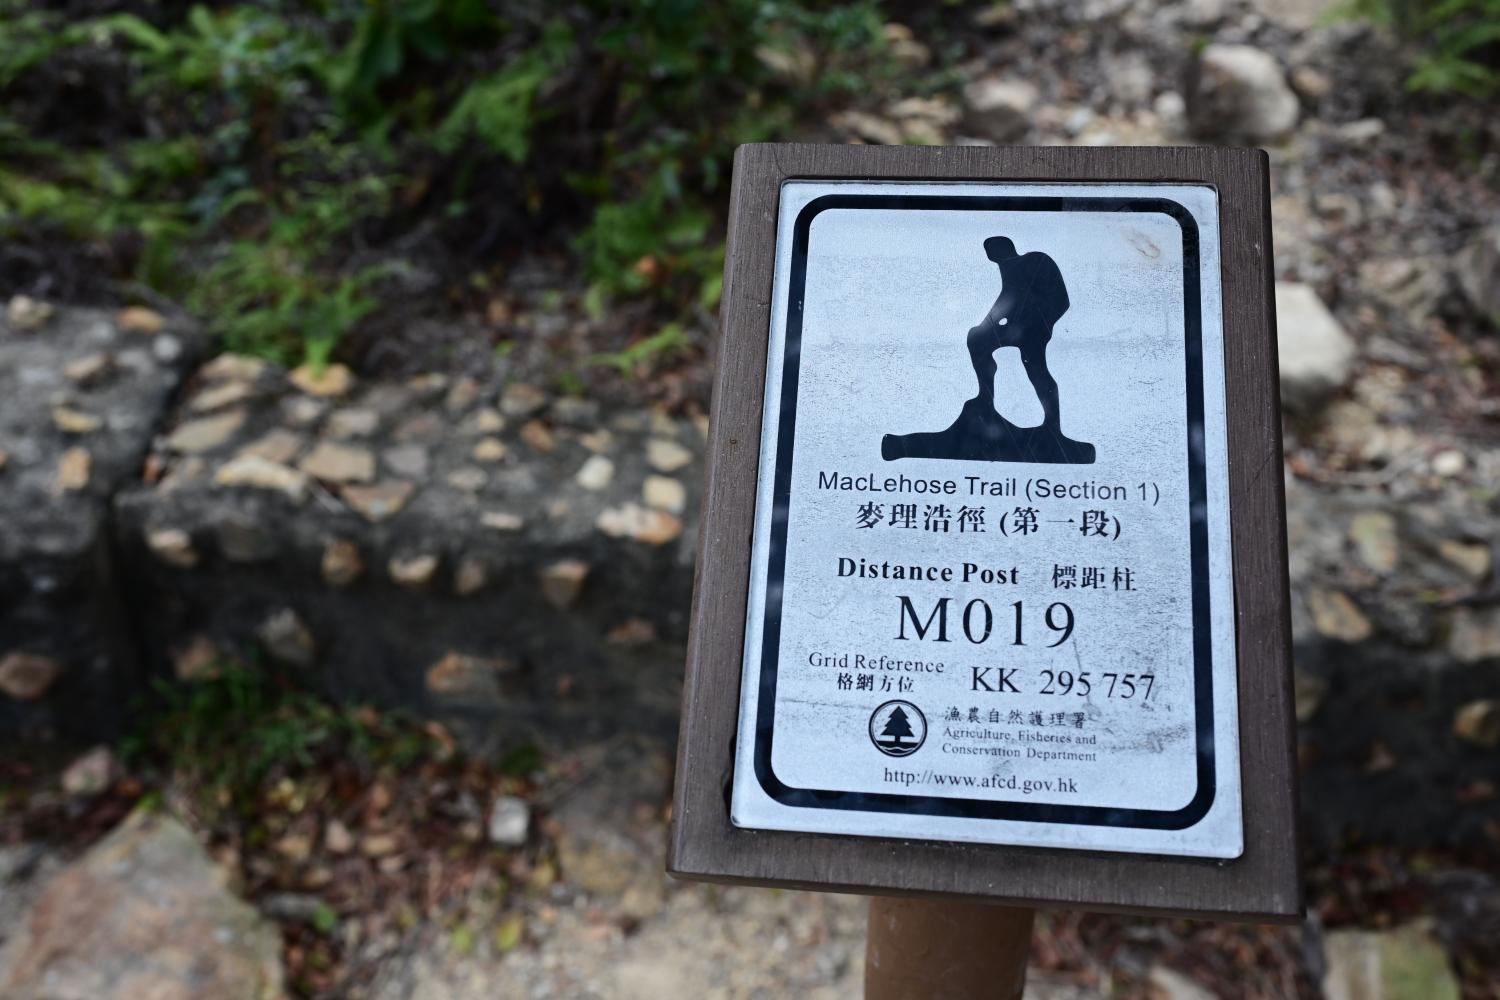 MacLehose Trail (Section 1)
麥理浩徑 (第一段)
Distance Post 標距柱
M019
Grid Reference KK 295 757
格網方位
漁農自然護理署
Agriculture, Fisheries and
Conservation Department
http://www.afcd.gov.hk